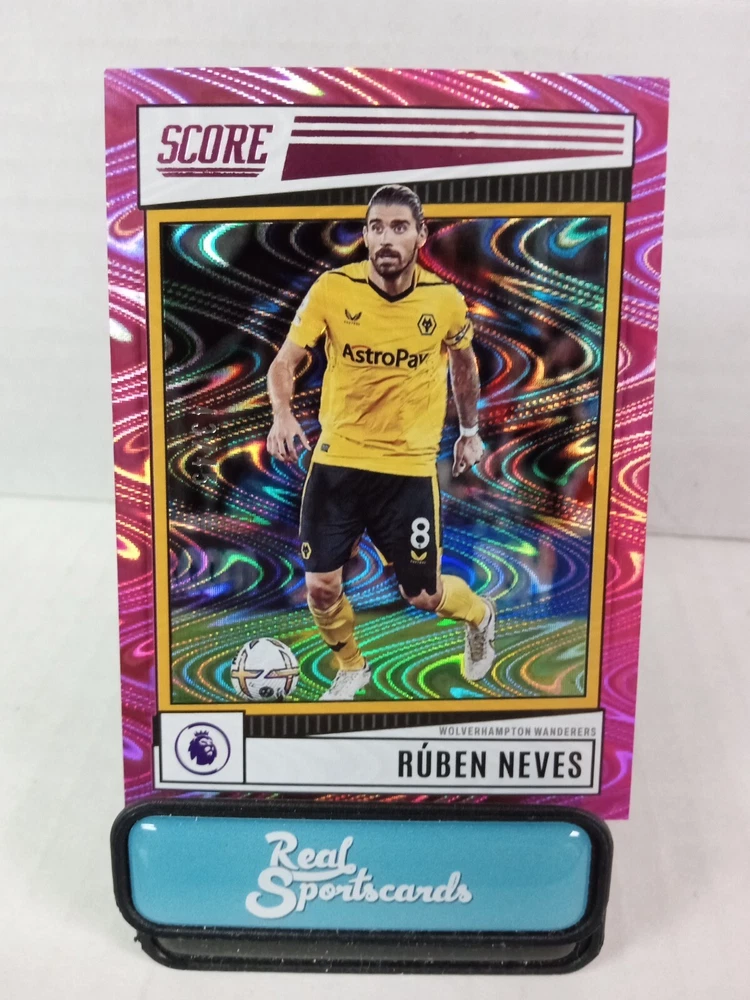 SCORE
AstroPay
8
WOLVERHAMPTON WANDERERS
RÚBEN NEVES
Real
Sportscards